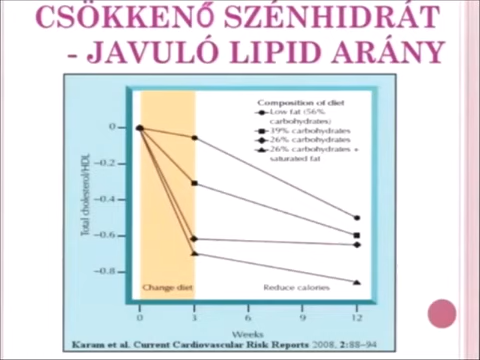 CSÖKKENŐ SZÉNHIDRÁT
- JAVULÓ LIPID ARÁNY
Composition of diet
Low fat (56%
carbohydrates)
39% carbohydrates
26% carbohydrates
26% carbohydrates +
saturated fat
Total cholesterol/HDL
0
-0.2
-0.4
-0.6
-0.8
Change diet
Reduce calories
0 3 6 9 12
Weeks
Karam et al. Current Cardiovascular Risk Reports 2008, 2:88-94